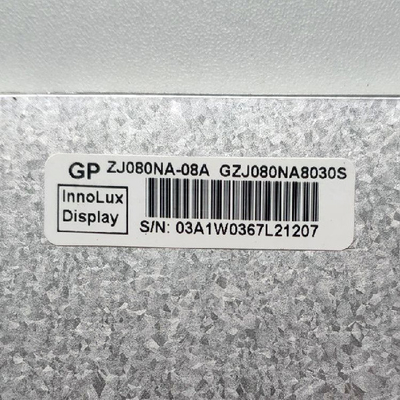 GP ZJ080NA-08A GZJ080NA8030S
InnoLux
Display
S/N: 03A1W0367L21207